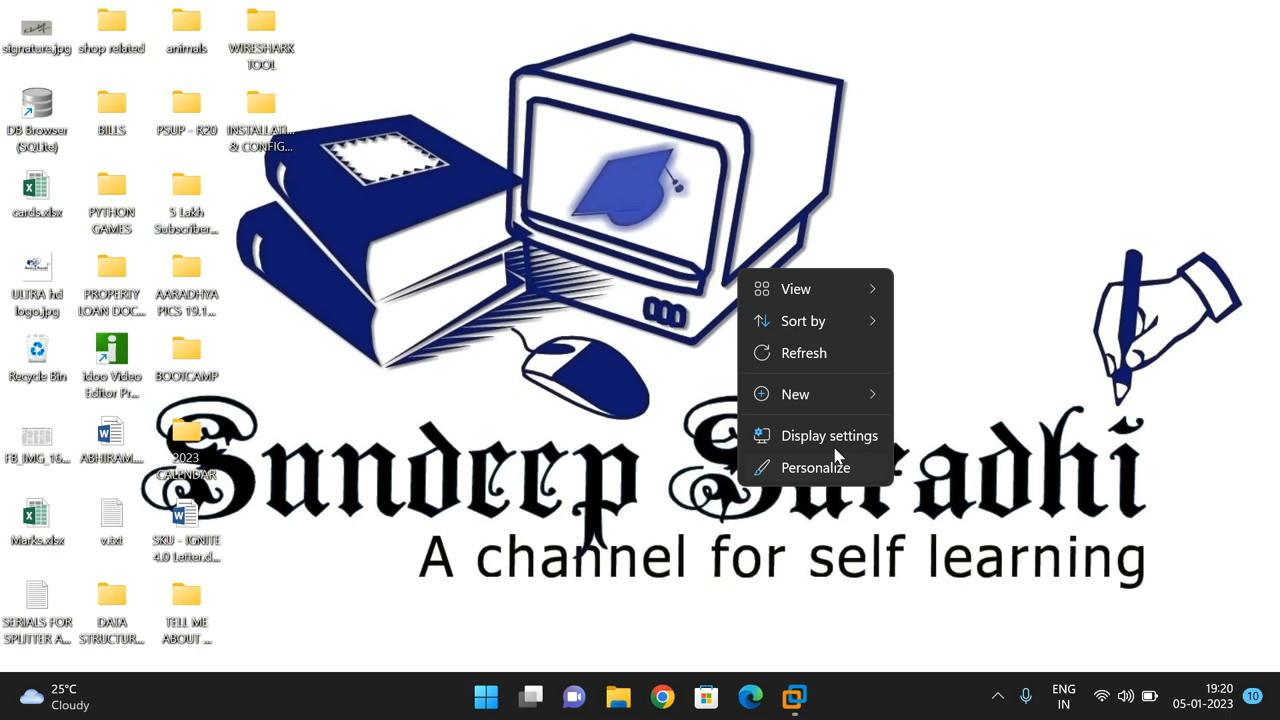 signature.jpg
shop related
animals
WIRESHARK
TOOL
DB Browser
(SQLite)
BILLS
PSUP - R20
INSTALLATI...
& CONFIG...
cards.xlsx
PYTHON
GAMES
5 Lakh
Subscriber...
ULTRA hd
logo.jpg
PROPERTY
LOAN DOC...
AARADHYA
PICS 19.1...
Recycle Bin
idoo Video
Editor Pr...
BOOTCAMP
FB_IMG_16...
ABHIRAM....
2023
CALENDAR
Marks.xlsx
v.txt
SKU - IGNITE
4.0 Letter.d...
SERIALS FOR
SPLITTER A...
DATA
STRUCTUR...
TELL ME
ABOUT ...
View
Sort by
Refresh
New
Display settings
Personalize
Sundeep Saradhi
A channel for self learning
25°C
Cloudy
ENG
IN
19:20
05-01-2023
10